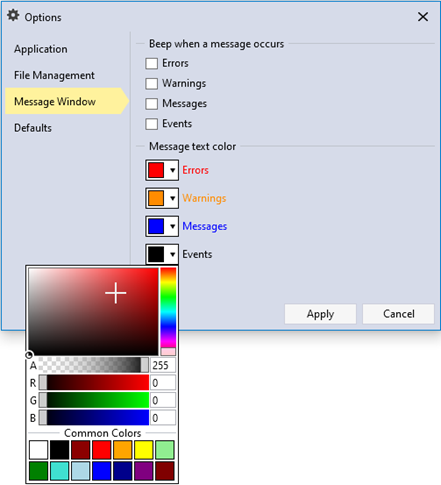 Options
Application
File Management
Message Window
Defaults
Beep when a message occurs
Errors
Warnings
Messages
Events
Message text color
Errors
Warnings
Messages
Events
Apply
Cancel
A 255
R 0
G 0
B 0
Common Colors